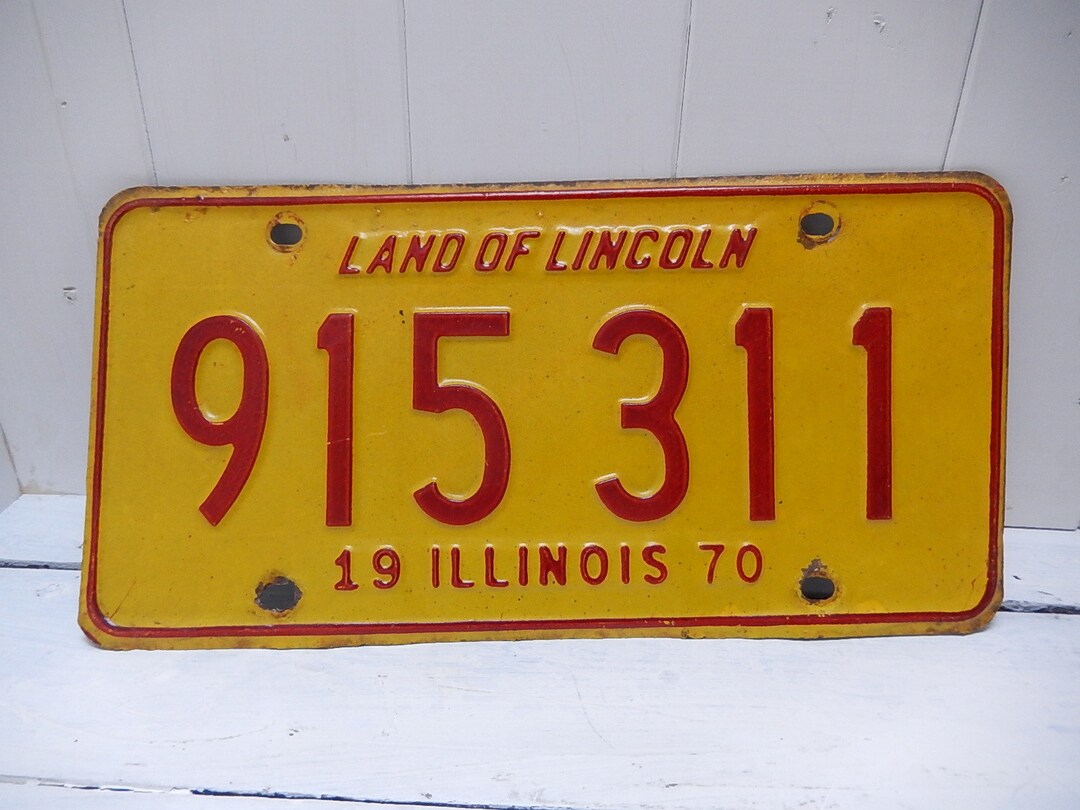 LAND OF LINCOLN
915 311
19 ILLINOIS 70